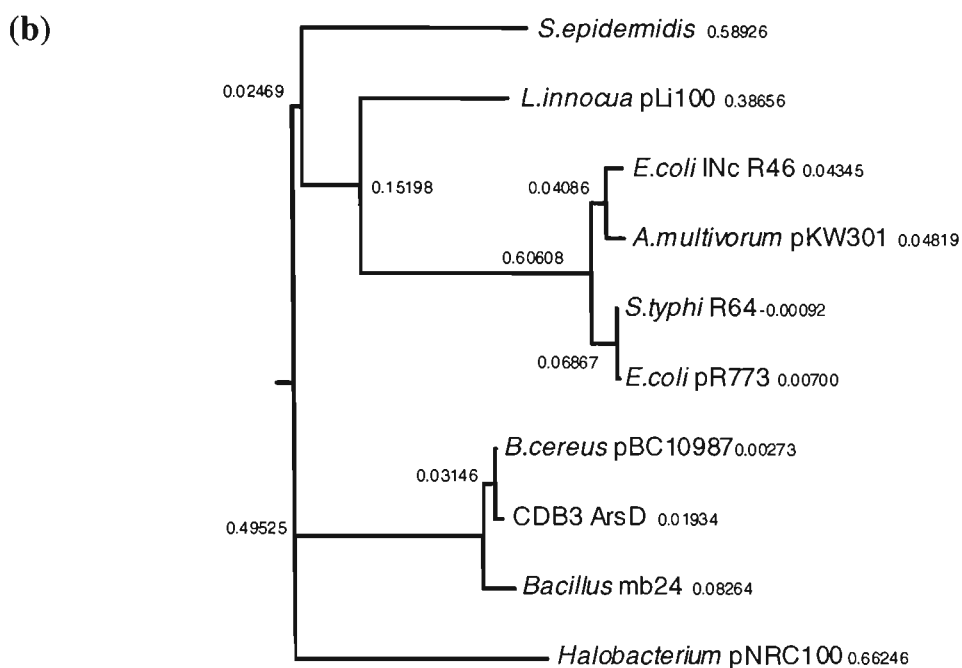 (b)
S.epidermidis 0.58926
0.02469
L.innocua pLi100 0.38656
E.coli INc R46 0.04345
0.15198
0.04086
A.multivorum pKW301 0.04819
0.60608
S.typhi R64-0.00092
0.06867
E.coli pR773 0.00700
B.cereus pBC10987 0.00273
0.03146
CDB3 ArsD 0.01934
0.49525
Bacillus mb24 0.08264
Halobacterium pNRC100 0.66246